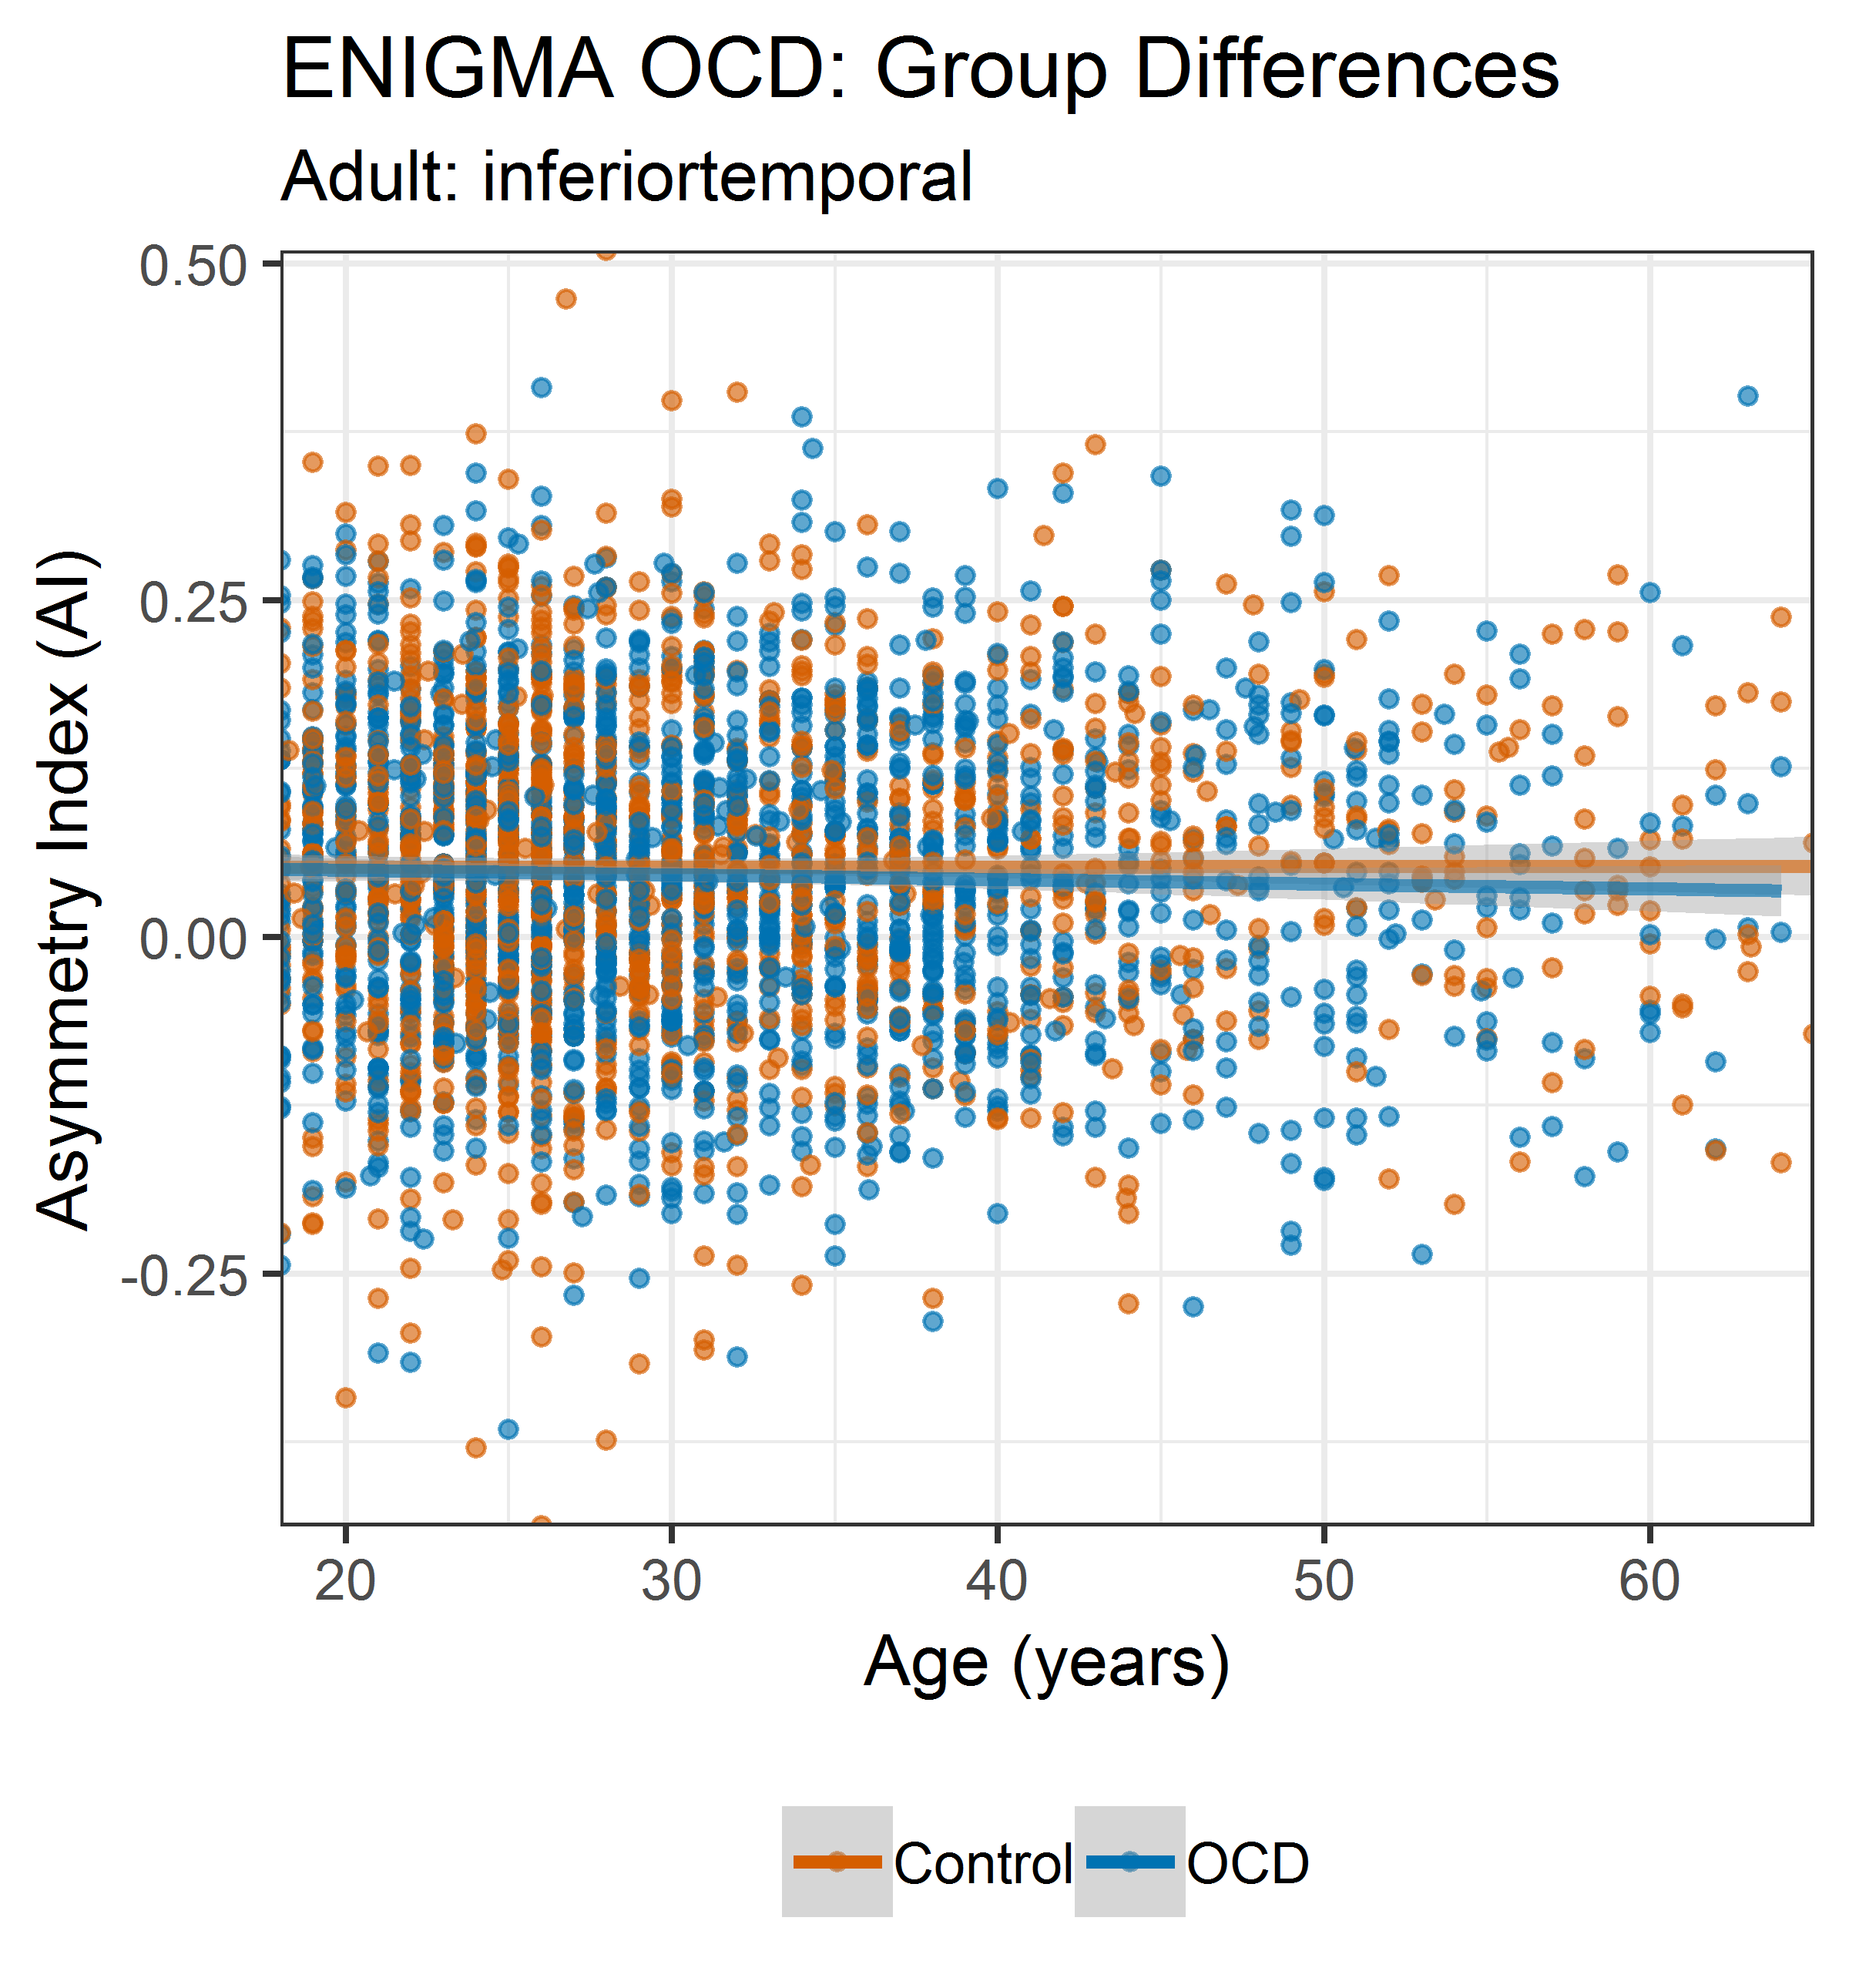 ENIGMA OCD: Group Differences
Adult: inferiortemporal
Asymmetry Index (AI)
0.50
0.25
0.00
-0.25
20 30 40 50 60
Age (years)
Control OCD